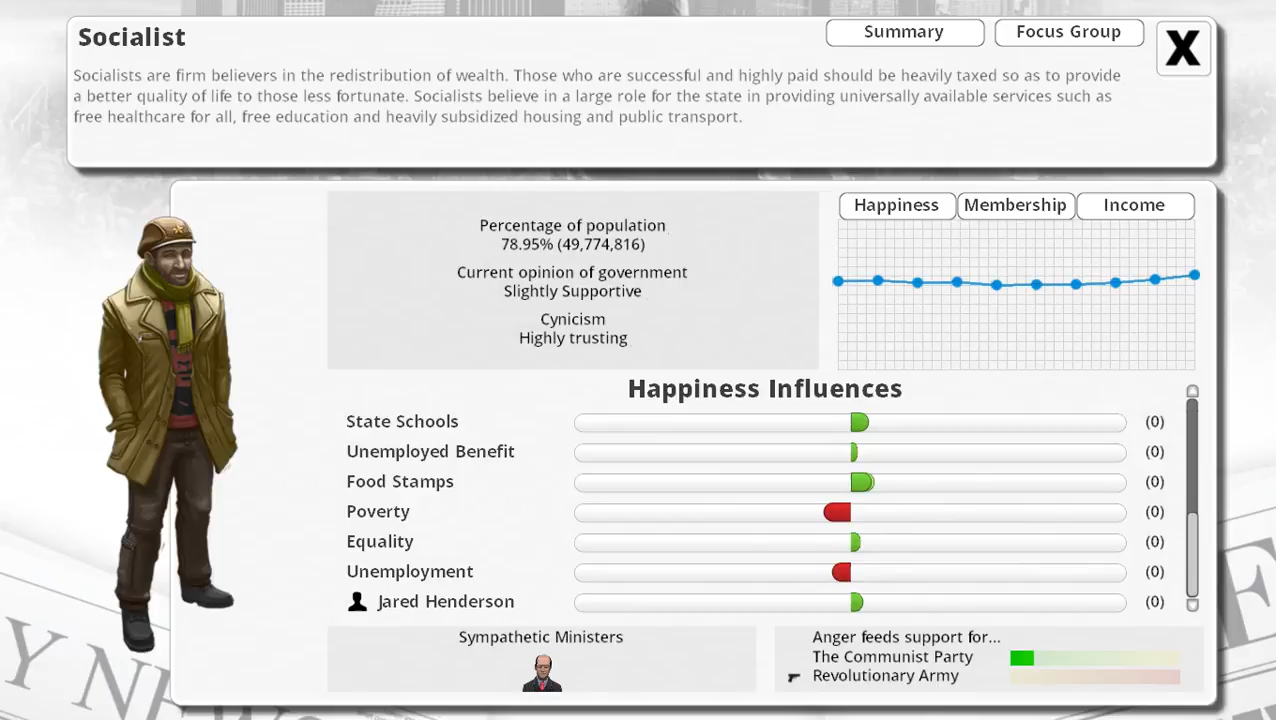 Socialist
Summary
Focus Group
X
Socialists are firm believers in the redistribution of wealth. Those who are successful and highly paid should be heavily taxed so as to provide
a better quality of life to those less fortunate. Socialists believe in a large role for the state in providing universally available services such as
free healthcare for all, free education and heavily subsidized housing and public transport.
Percentage of population
78.95% (49,774,816)
Current opinion of government
Slightly Supportive
Cynicism
Highly trusting
Happiness
Membership
Income
Happiness Influences
State Schools (0)
Unemployed Benefit (0)
Food Stamps (0)
Poverty (0)
Equality (0)
Unemployment (0)
Jared Henderson (0)
Sympathetic Ministers
Anger feeds support for...
The Communist Party
Revolutionary Army